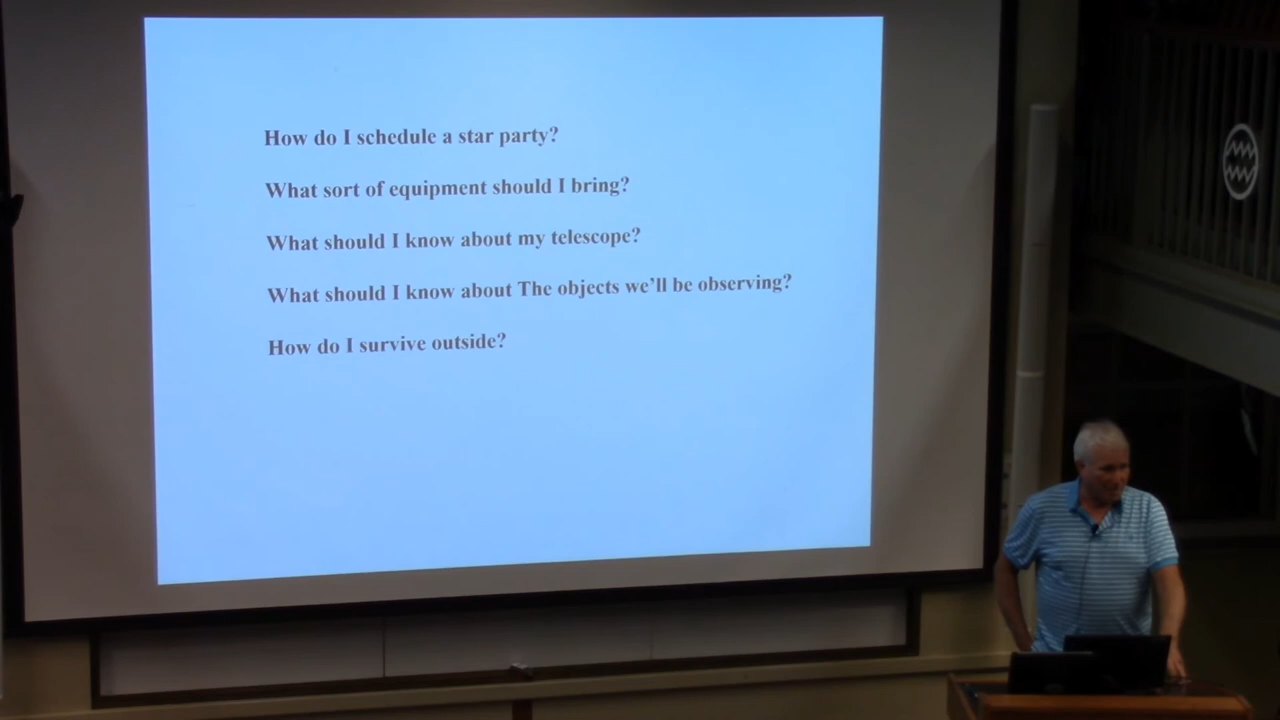 How do I schedule a star party?
What sort of equipment should I bring?
What should I know about my telescope?
What should I know about The objects we'll be observing?
How do I survive outside?